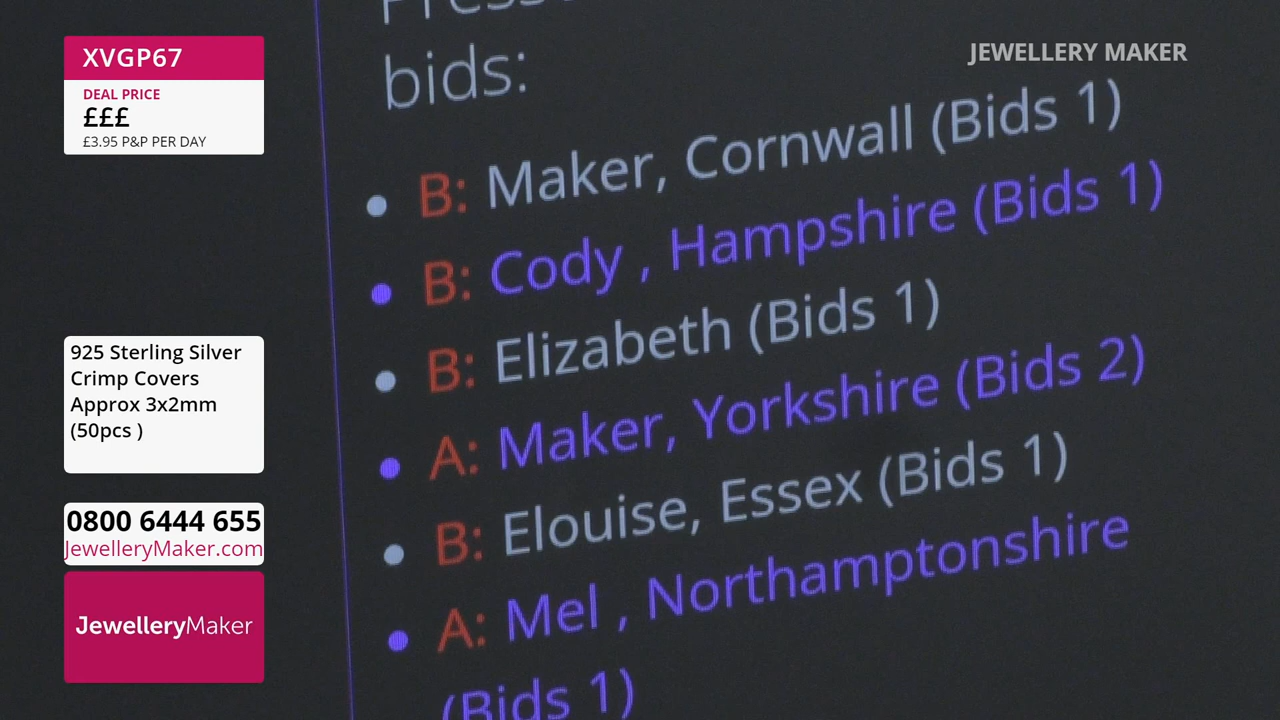 XVGP67
DEAL PRICE
£££
£3.95 P&P PER DAY
JEWELLERY MAKER
bids:
• B: Maker, Cornwall (Bids 1)
• B: Cody , Hampshire (Bids 1)
• B: Elizabeth (Bids 1)
• A: Maker, Yorkshire (Bids 2)
• B: Elouise, Essex (Bids 1)
• A: Mel , Northamptonshire
(Bids 1)
925 Sterling Silver
Crimp Covers
Approx 3x2mm
(50pcs )
0800 6444 655
JewelleryMaker.com
JewelleryMaker